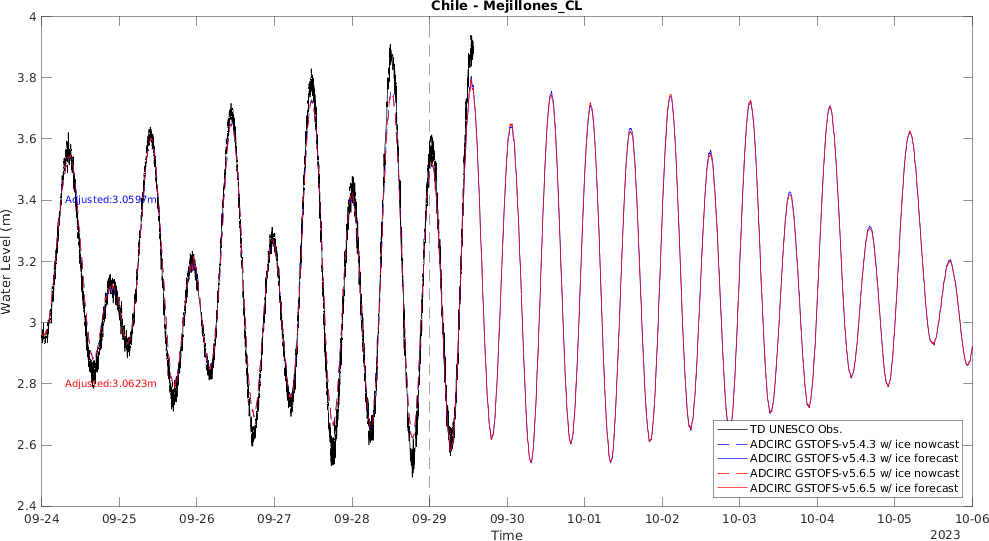 Chile - Mejillones_CL
4
3.8
3.6
3.4
3.2
3
2.8
2.6
2.4
Water Level (m)
Adjusted:3.0597m
Adjusted:3.0623m
TD UNESCO Obs.
ADCIRC GSTOFS-v5.4.3 w/ ice nowcast
ADCIRC GSTOFS-v5.4.3 w/ ice forecast
ADCIRC GSTOFS-v5.6.5 w/ ice nowcast
ADCIRC GSTOFS-v5.6.5 w/ ice forecast
09-24 09-25 09-26 09-27 09-28 09-29 09-30 10-01 10-02 10-03 10-04 10-05 10-06
Time
2023